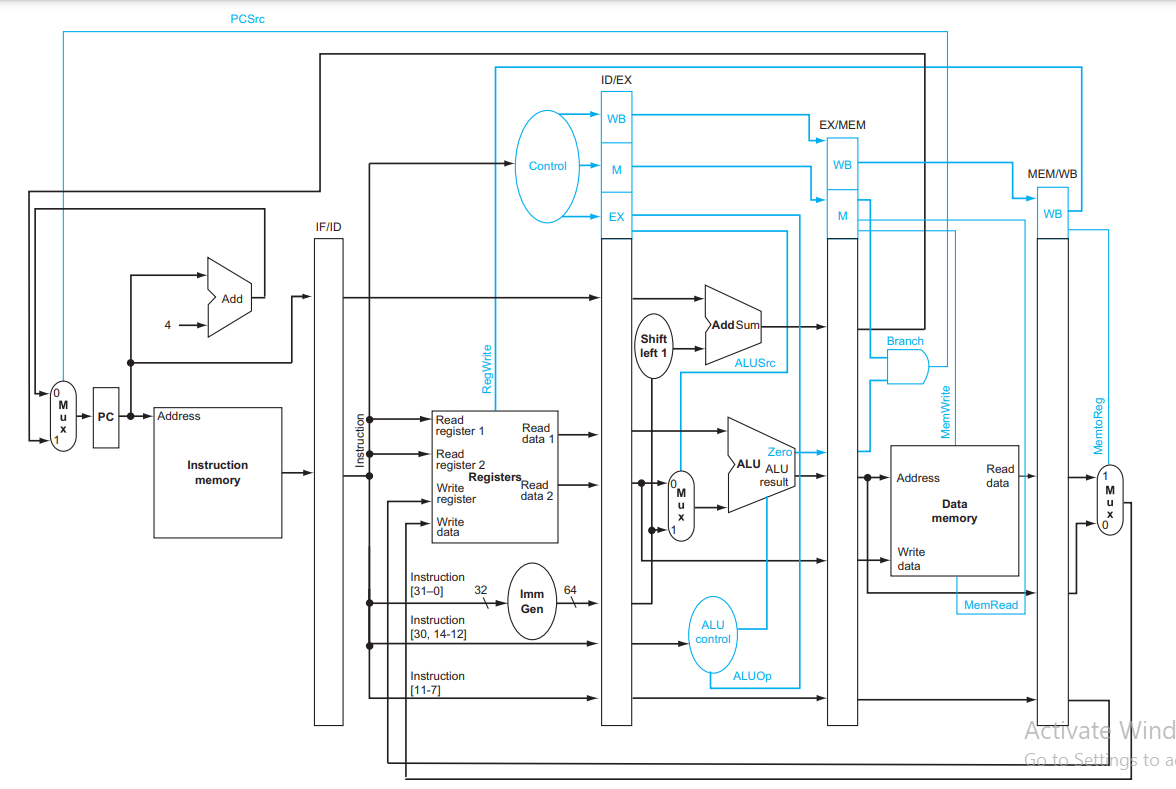 PCSrc
ID/EX
WB
EX/MEM
Control
M
WB
MEM/WB
EX
M
WB
IF/ID
Add
4
Shift
left 1
Add Sum
ALUSrc
Branch
RegWrite
MemWrite
MemtoReg
0
M
u
x
1
PC
Address
Instruction
memory
Instruction
Read
register 1
Read
data 1
Read
register 2
Registers
Write
register
Read
data 2
Write
data
0
M
u
x
1
Zero
ALU
ALU
result
Address
Read
data
Data
memory
Write
data
MemRead
1
M
u
x
0
Instruction
[31–0]
32
Imm
Gen
64
Instruction
[30, 14-12]
ALU
control
Instruction
[11-7]
ALUOp
Activate Wind
Go to Settings to a